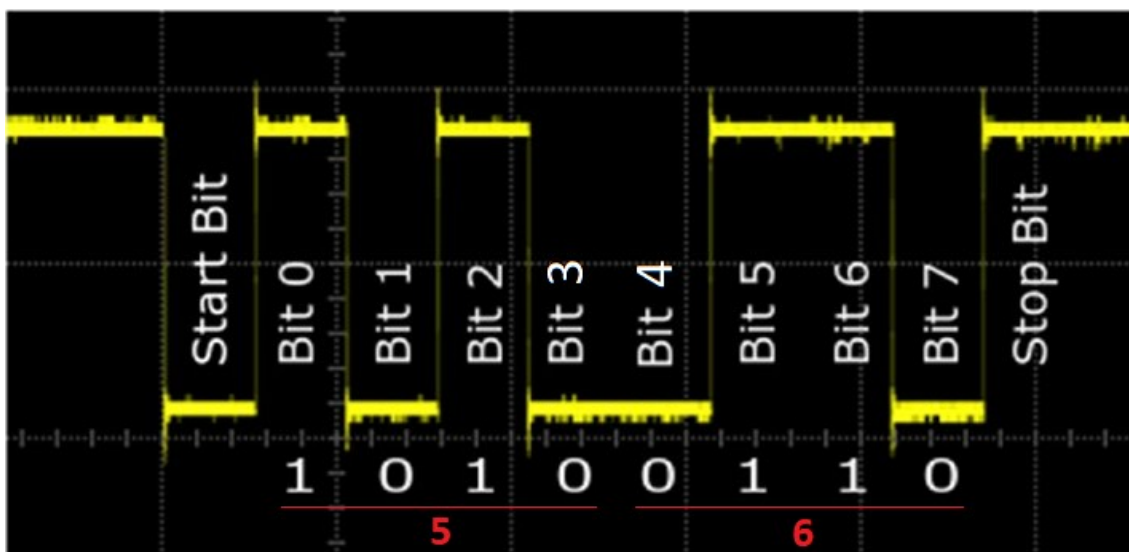 Start Bit
Bit 0
Bit 1
Bit 2
Bit 3
Bit 4
Bit 5
Bit 6
Bit 7
Stop Bit
1 0 1 0 0 1 1 0
5 6